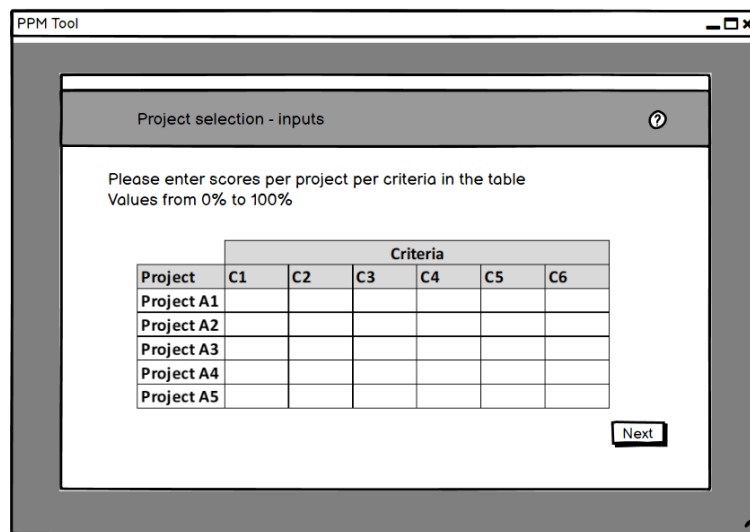 PPM Tool
Project selection - inputs
?
Please enter scores per project per criteria in the table
Values from 0% to 100%
Criteria
Project C1 C2 C3 C4 C5 C6
Project A1
Project A2
Project A3
Project A4
Project A5
Next